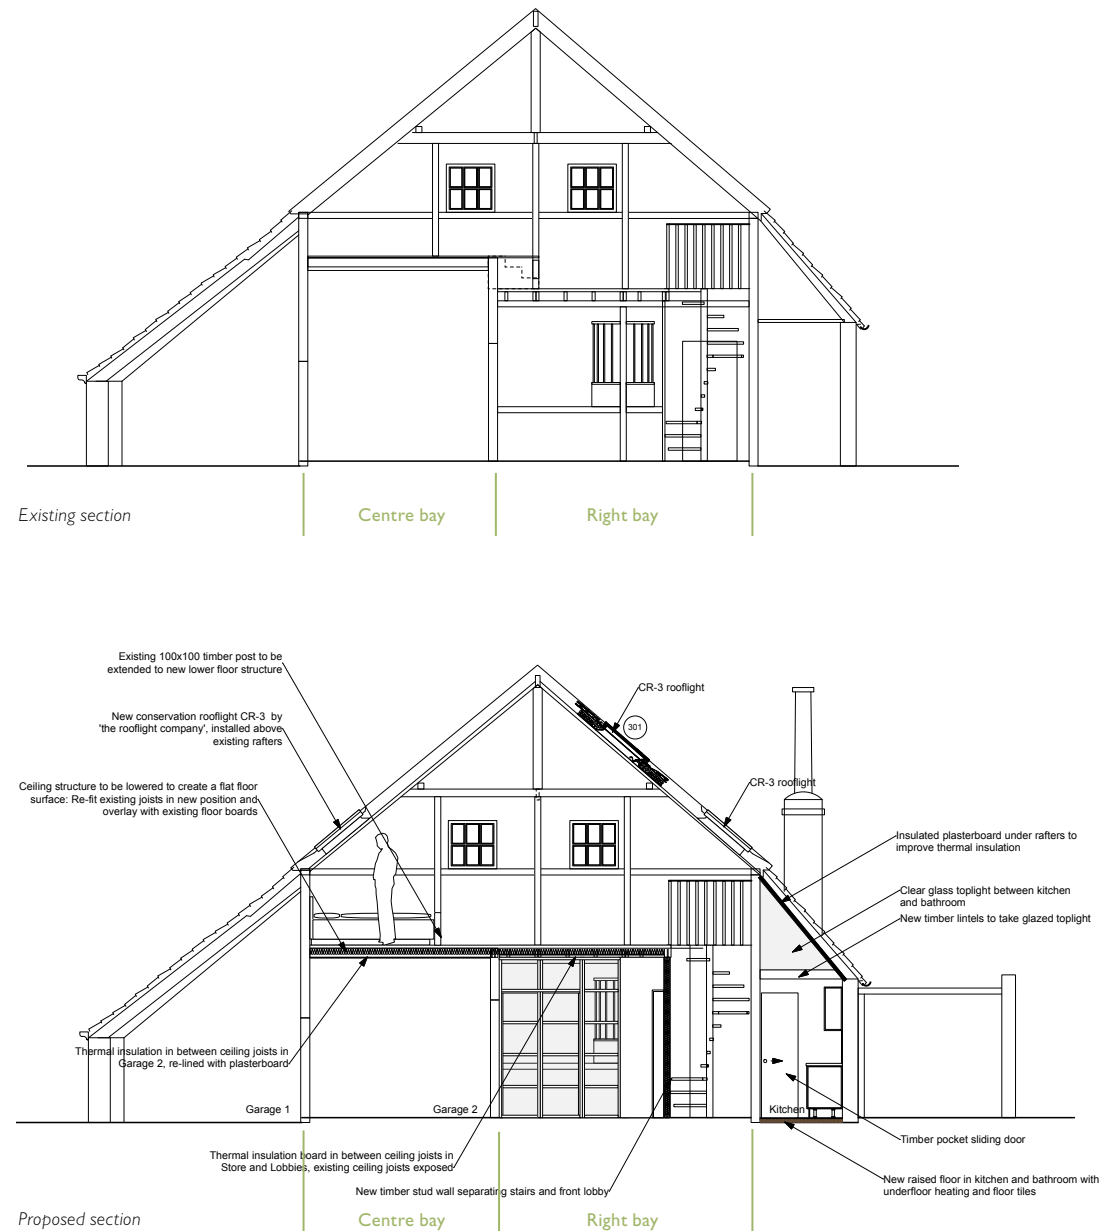 Existing section
Centre bay
Right bay
Existing 100x100 timber post to be
extended to new lower floor structure
New conservation rooflight CR-3 by
'the rooflight company', installed above
existing rafters
Ceiling structure to be lowered to create a flat floor
surface: Re-fit existing joists in new position and
overlay with existing floor boards
CR-3 rooflight
301
CR-3 rooflight
Insulated plasterboard under rafters to
improve thermal insulation
Clear glass toplight between kitchen
and bathroom
New timber lintels to take glazed toplight
Thermal insulation in between ceiling joists in
Garage 2, re-lined with plasterboard
Garage 1
Garage 2
Kitchen
Timber pocket sliding door
Thermal insulation board in between ceiling joists in
Store and Lobbies, existing ceiling joists exposed
New timber stud wall separating stairs and front lobby
New raised floor in kitchen and bathroom with
underfloor heating and floor tiles
Proposed section
Centre bay
Right bay